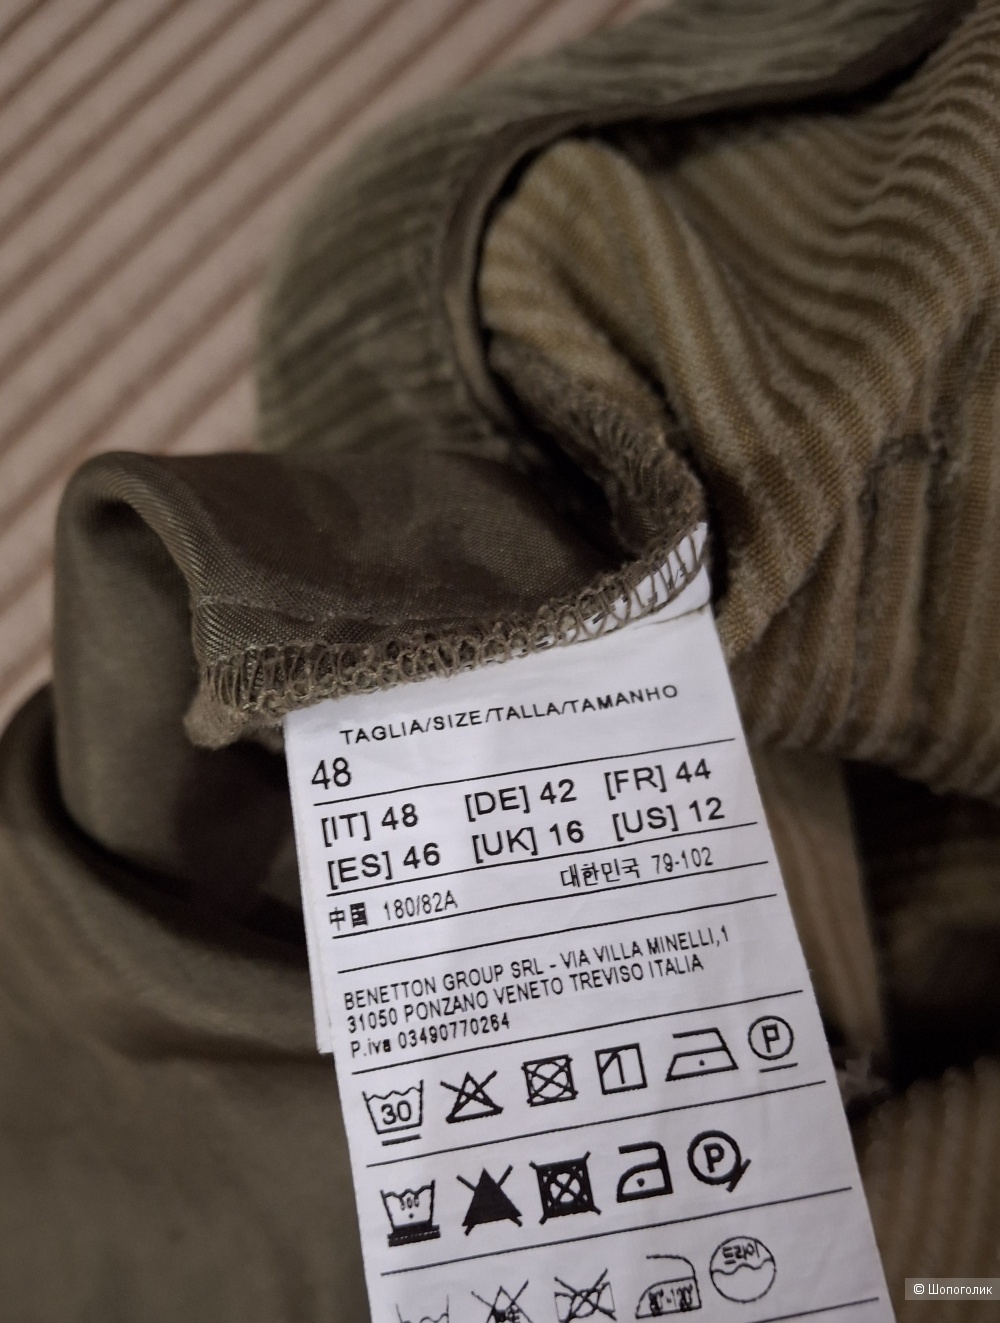 TAGLIA/SIZE/TALLA/TAMANHO
48
[IT] 48 [DE] 42 [FR] 44
[ES] 46 [UK] 16 [US] 12
中国 180/82A 대한민국 79-102
BENETTON GROUP SRL - VIA VILLA MINELLI,1
31050 PONZANO VENETO TREVISO ITALIA
P.iva 03490770264
30 P
P
드라이
© Шопоголик